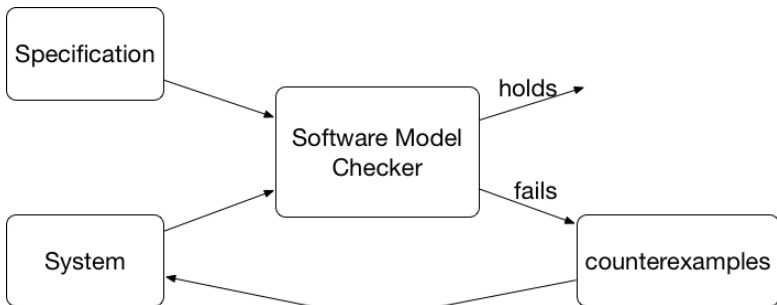 Specification
holds
Software Model
Checker
fails
System
counterexamples